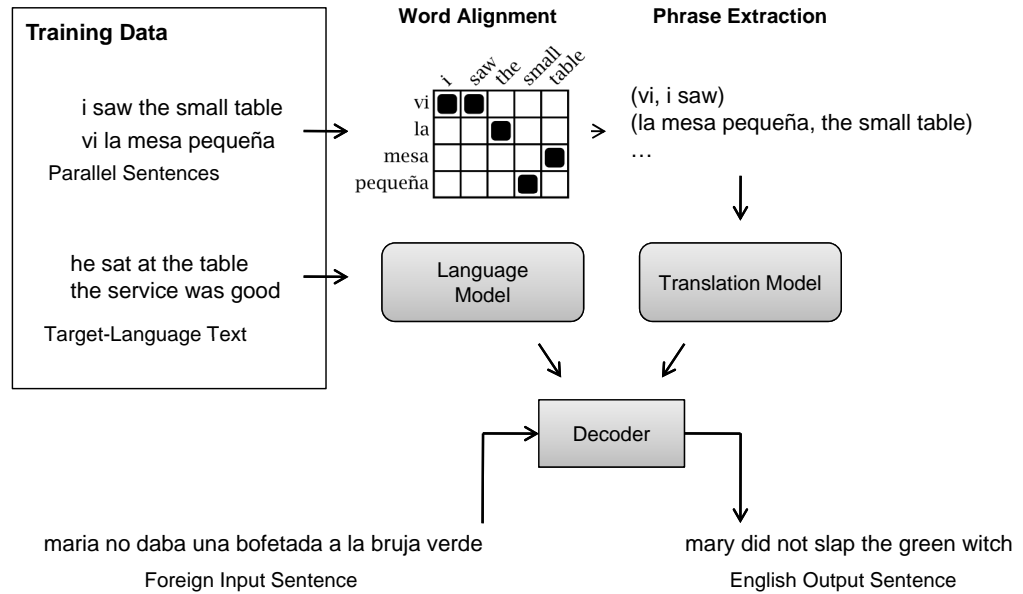 Training Data
i saw the small table
vi la mesa pequeña
Parallel Sentences
he sat at the table
the service was good
Target-Language Text
Word Alignment
i saw the small table
vi
la
mesa
pequeña
Phrase Extraction
(vi, i saw)
(la mesa pequeña, the small table)
…
Language
Model
Translation Model
Decoder
maria no daba una bofetada a la bruja verde
Foreign Input Sentence
mary did not slap the green witch
English Output Sentence